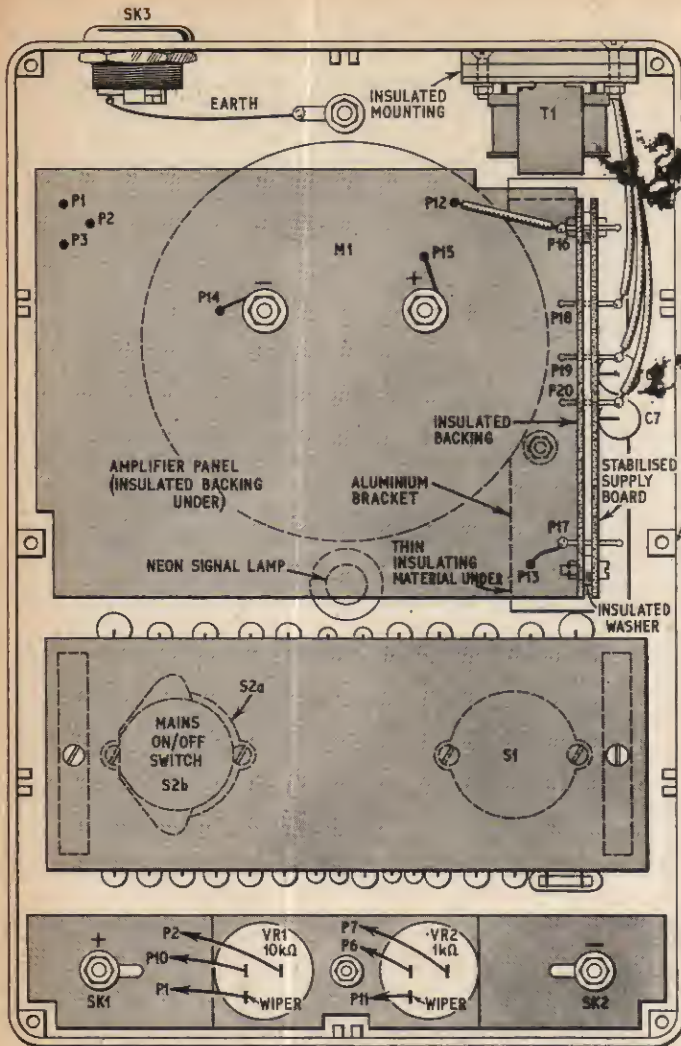 SK3
EARTH
INSULATED
MOUNTING
T1
P1
P2
P3
P12
M1
P15
P16
P14
−
+
P18
P19
P20
C7
INSULATED
BACKING
AMPLIFIER PANEL
(INSULATED BACKING
UNDER)
ALUMINIUM
BRACKET
STABILISED
SUPPLY
BOARD
NEON SIGNAL LAMP
THIN
INSULATING
MATERIAL UNDER
P17
P13
INSULATED
WASHER
S2a
MAINS
ON/OFF
SWITCH
S2b
S1
+
SK1
P2
P10
P1
VR1
10kΩ
WIPER
P7
P6
P11
VR2
1kΩ
WIPER
−
SK2